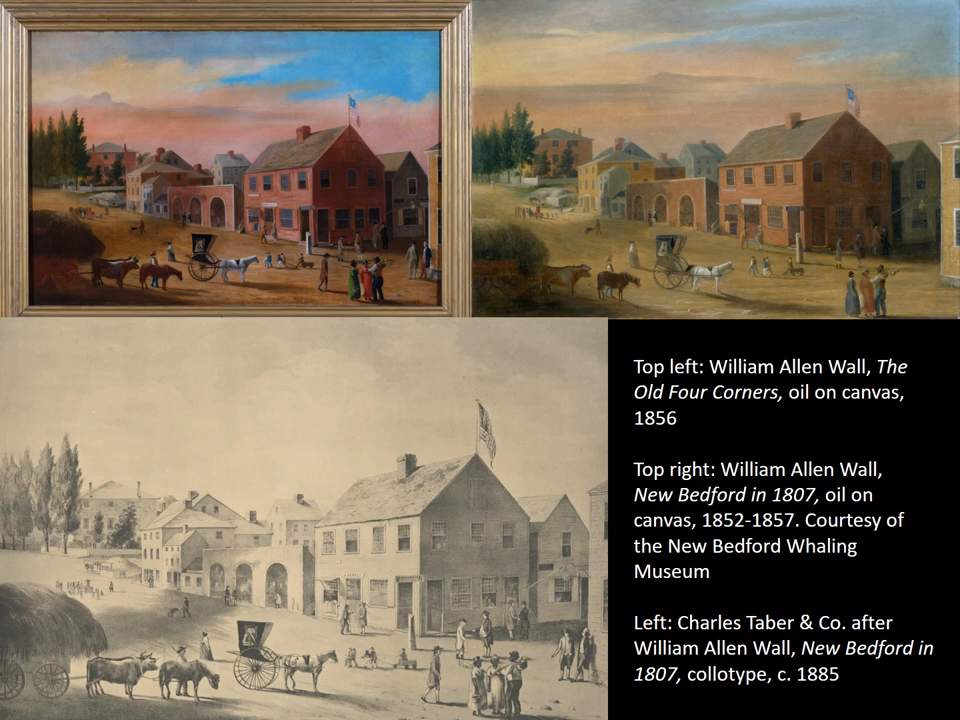 Top left: William Allen Wall, The
Old Four Corners, oil on canvas,
1856
Top right: William Allen Wall,
New Bedford in 1807, oil on
canvas, 1852-1857. Courtesy of
the New Bedford Whaling
Museum
Left: Charles Taber & Co. after
William Allen Wall, New Bedford in
1807, collotype, c. 1885